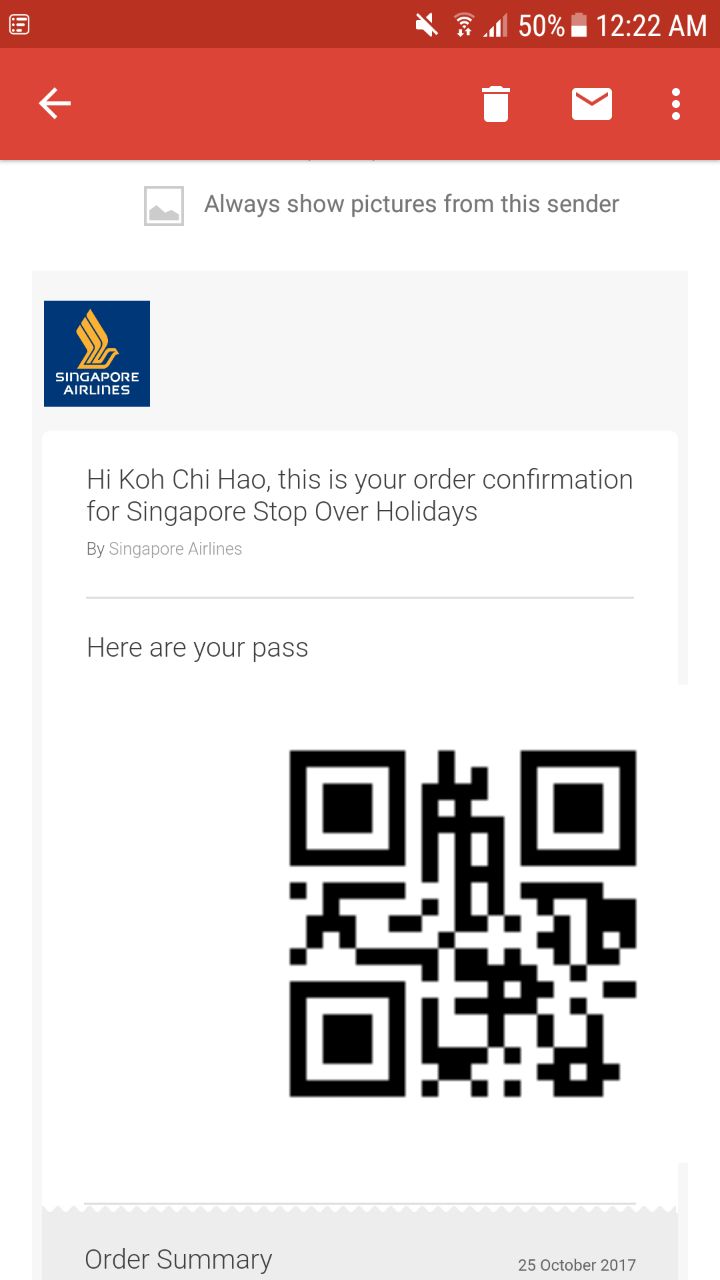 50% 12:22 AM
Always show pictures from this sender
SINGAPORE
AIRLINES
Hi Koh Chi Hao, this is your order confirmation
for Singapore Stop Over Holidays
By Singapore Airlines
Here are your pass
Order Summary 25 October 2017